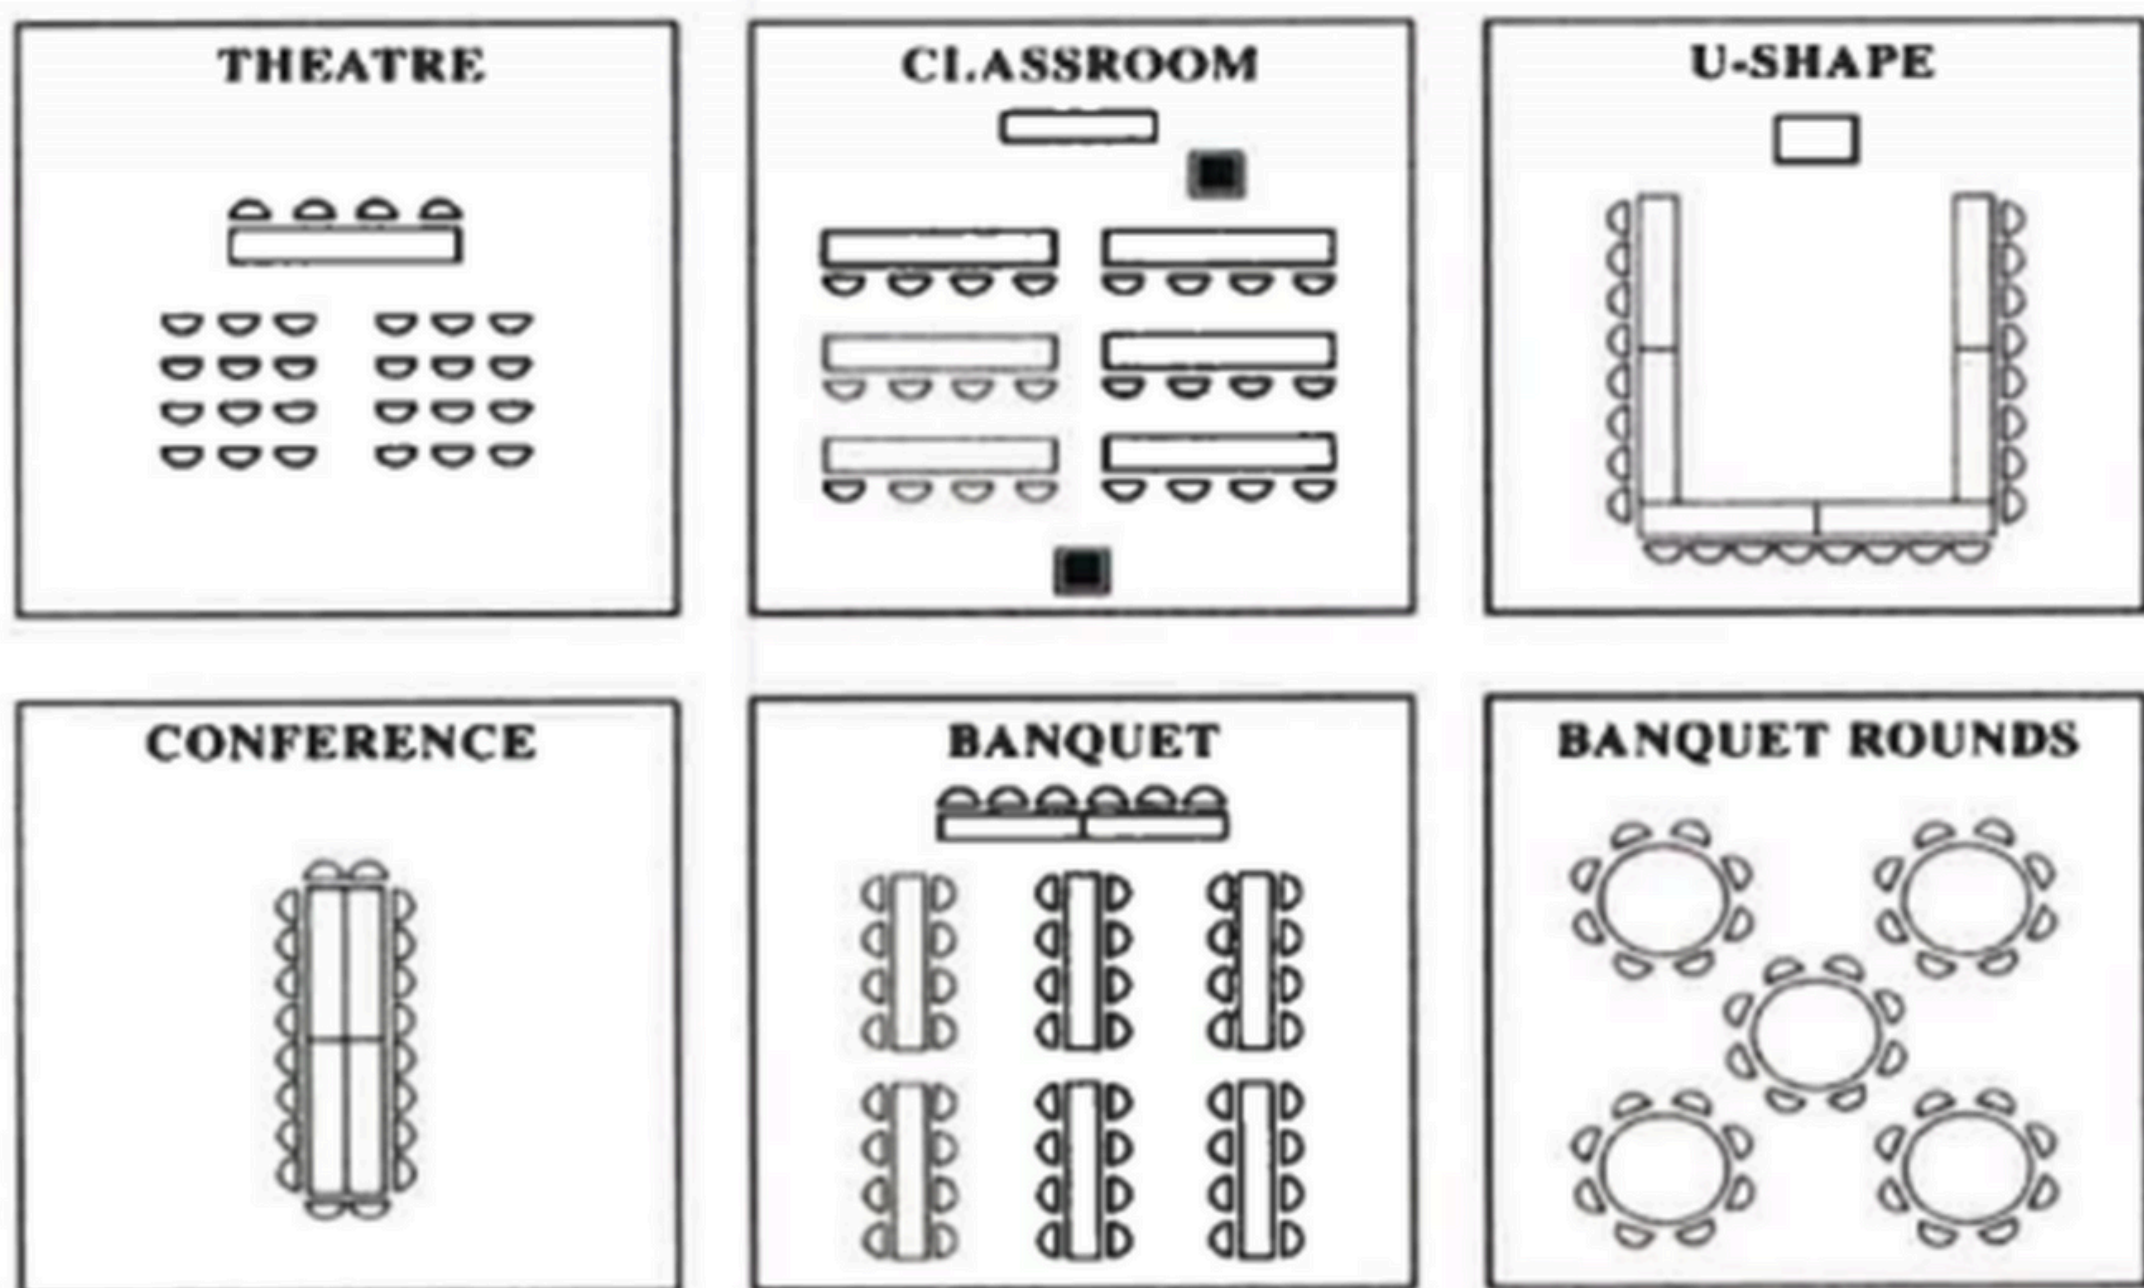 THEATRE
CLASSROOM
U-SHAPE
CONFERENCE
BANQUET
BANQUET ROUNDS